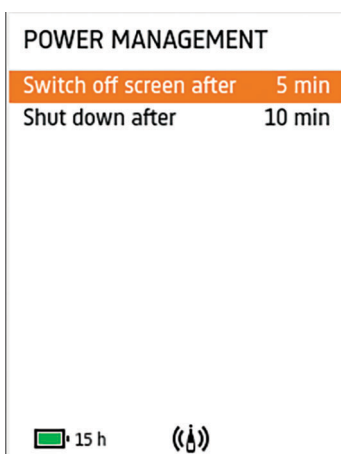 POWER MANAGEMENT
Switch off screen after 5 min
Shut down after 10 min
15 h